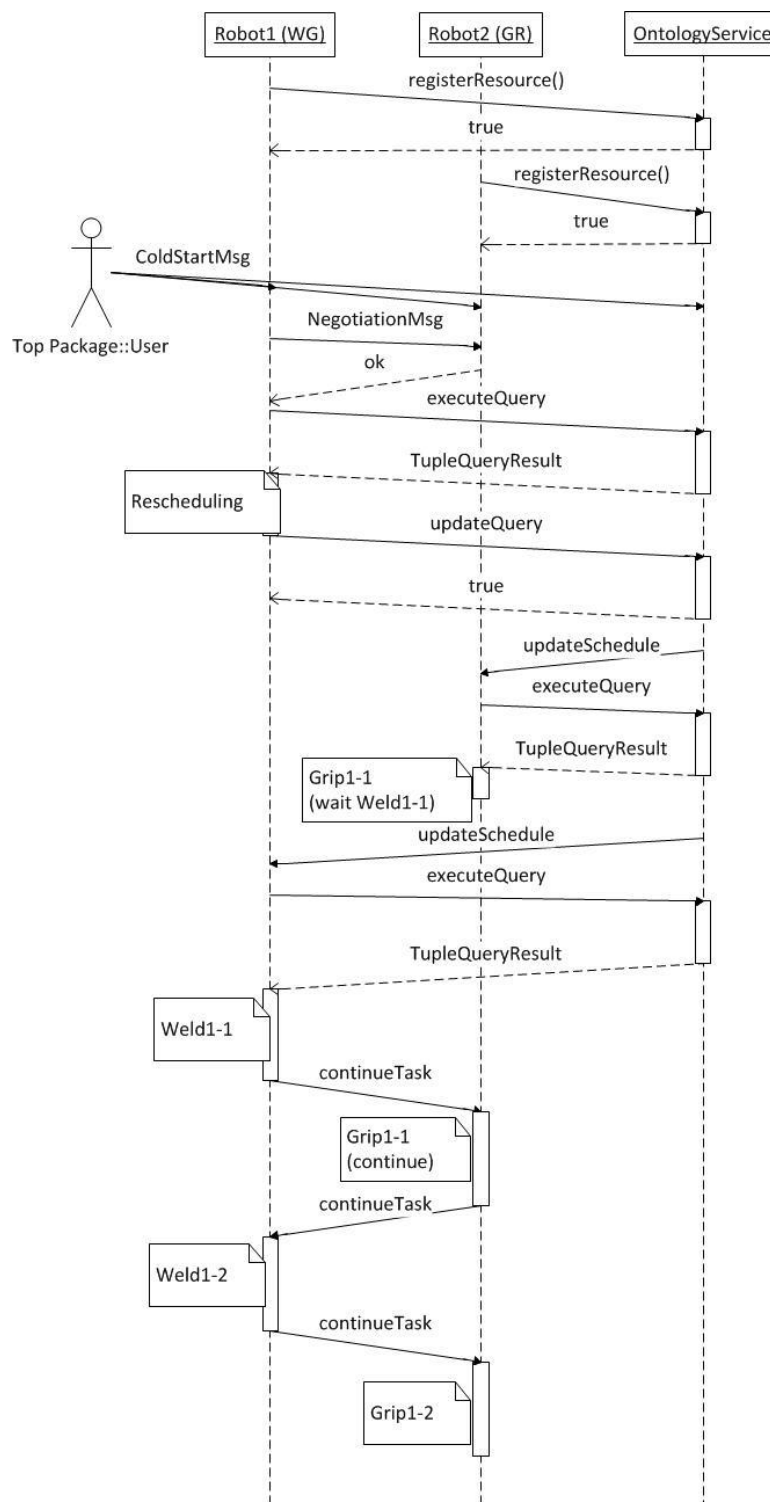 Robot1 (WG)
Robot2 (GR)
OntologyService
registerResource()
true
registerResource()
true
ColdStartMsg
NegotiationMsg
Top Package::User
ok
executeQuery
TupleQueryResult
Rescheduling
updateQuery
true
updateSchedule
executeQuery
TupleQueryResult
Grip1-1
(wait Weld1-1)
updateSchedule
executeQuery
TupleQueryResult
Weld1-1
continueTask
Grip1-1
(continue)
continueTask
Weld1-2
continueTask
Grip1-2